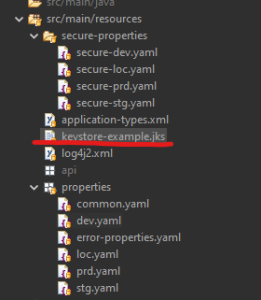 src/main/java
src/main/resources
secure-properties
secure-dev.yaml
secure-loc.yaml
secure-prd.yaml
secure-stg.yaml
application-types.xml
keystore-example.jks
log4j2.xml
api
properties
common.yaml
dev.yaml
error-properties.yaml
loc.yaml
prd.yaml
stg.yaml